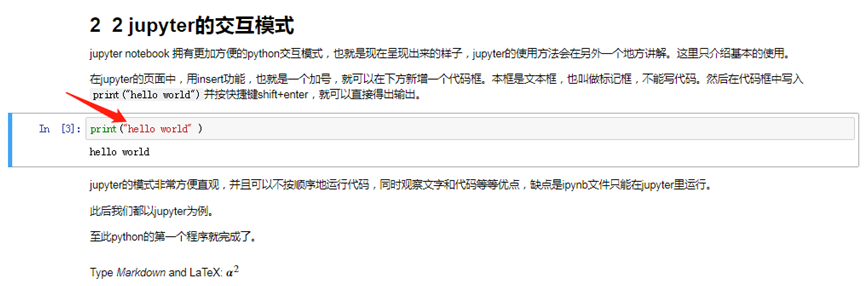 2 2 jupyter的交互模式
jupyter notebook 拥有更加方便的python交互模式，也就是现在呈现出来的样子，jupyter的使用方法会在另外一个地方讲解。这里只介绍基本的使用。
在jupyter的页面中，用insert功能，也就是一个加号，就可以在下方新增一个代码框。本框是文本框，也叫做标记框，不能写代码。然后在代码框中写入
print("hello world")并按快捷键shift+enter，就可以直接得出输出。
In [3]: print("hello world" )
hello world
jupyter的模式非常方便直观，并且可以不按顺序地运行代码，同时观察文字和代码等等优点，缺点是ipynb文件只能在jupyter里运行。
此后我们都以jupyter为例。
至此python的第一个程序就完成了。
Type Markdown and LaTeX: α²